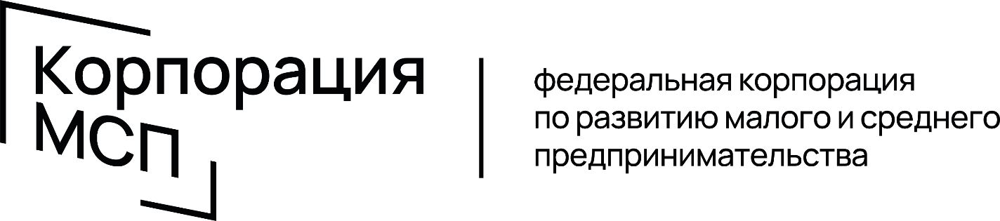 Корпорация
МСП
федеральная корпорация
по развитию малого и среднего
предпринимательства